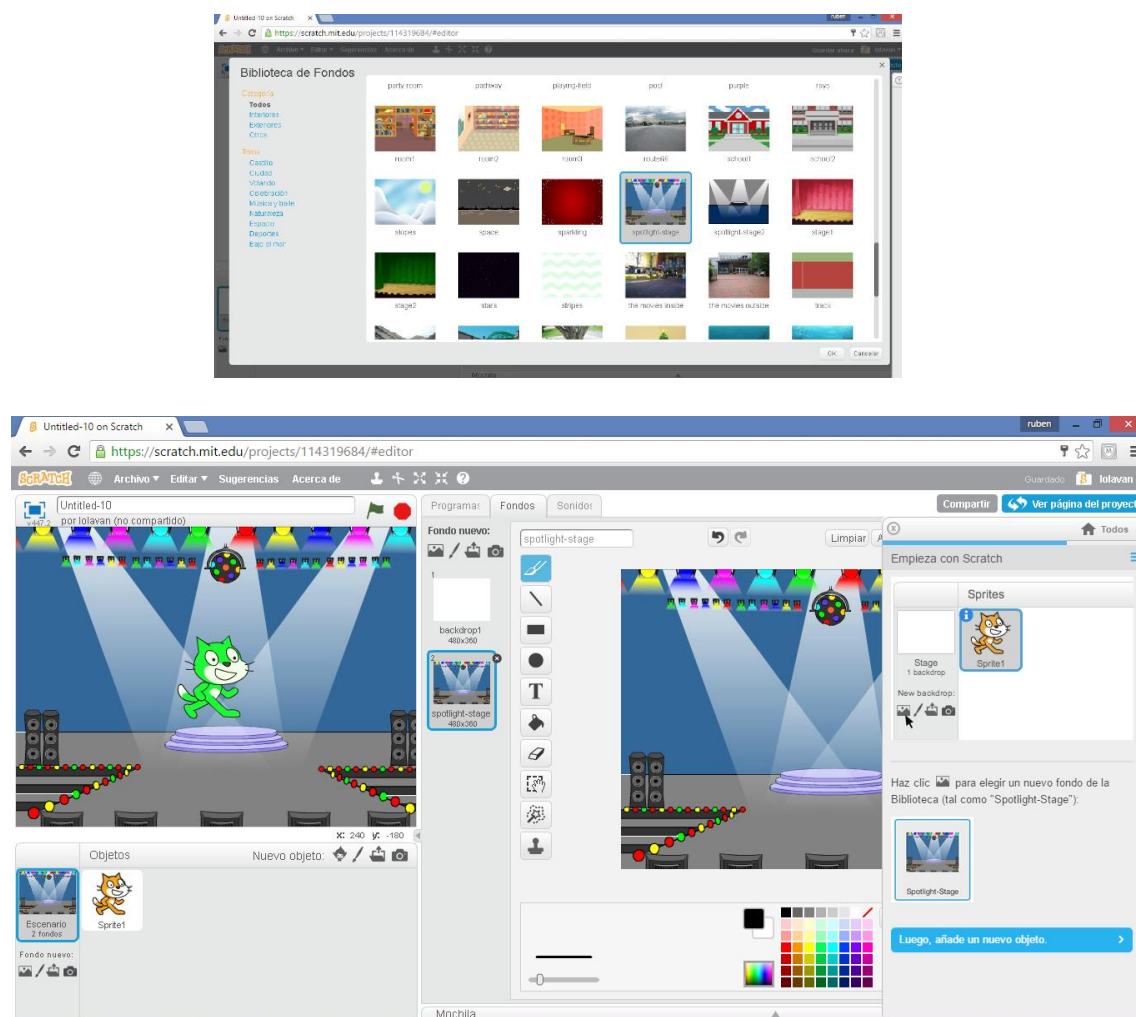 Untitled-10 on Scratch
ruben
https://scratch.mit.edu/projects/114319684/#editor
SCRATCH Archivo Editar Sugerencias Acerca de
Guardar ahora lolavan
Biblioteca de Fondos
Categoría
Todos
Interiores
Exteriores
Otros
Tema
Castillo
Ciudad
Volando
Celebración
Música y baile
Naturaleza
Espacio
Deportes
Bajo el mar
party room pathway playing-field pool purple rays
room1 room2 room3 route66 school1 school2
slopes space sparkling spotlight-stage spotlight-stage2 stage1
stage2 stars stripes the movies inside the movies outside track
OK Cancelar
Mochila
Untitled-10 on Scratch
ruben
https://scratch.mit.edu/projects/114319684/#editor
SCRATCH Archivo Editar Sugerencias Acerca de
Guardado lolavan
v447.2
Untitled-10
por lolavan (no compartido)
Programas Fondos Sonidos
Compartir Ver página del proyect
Fondo nuevo:
1
backdrop1
480x360
2
spotlight-stage
480x360
spotlight-stage
Limpiar A
T
x: 240 y: -180
Objetos
Nuevo objeto:
Escenario
2 fondos
Sprite1
Fondo nuevo:
Mochila
Todos
Empieza con Scratch
Sprites
Stage
1 backdrop
New backdrop:
i
Sprite1
Haz clic para elegir un nuevo fondo de la
Biblioteca (tal como "Spotlight-Stage"):
Spotlight-Stage
Luego, añade un nuevo objeto.